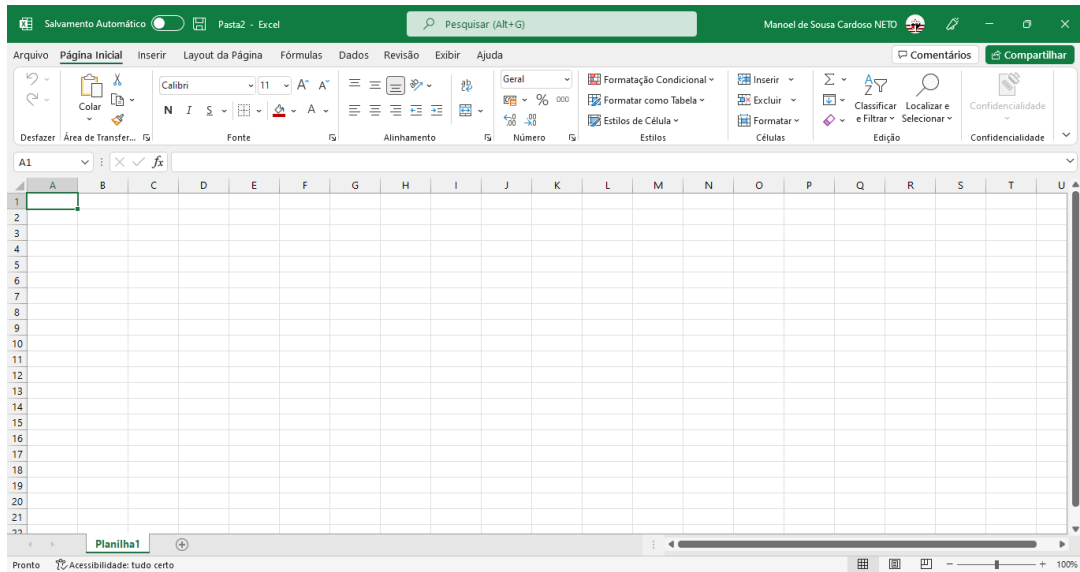 Salvamento Automático Pasta2 - Excel Pesquisar (Alt+G) Manoel de Sousa Cardoso NETO
Arquivo Página Inicial Inserir Layout da Página Fórmulas Dados Revisão Exibir Ajuda Comentários Compartilhar
Colar
Calibri 11
N I S A
ab
Geral
% 000
Formatação Condicional
Formatar como Tabela
Estilos de Célula
Inserir
Excluir
Formatar
Classificar e Filtrar
Localizar e Selecionar
Confidencialidade
Desfazer Área de Transfer... Fonte Alinhamento Número Estilos Células Edição Confidencialidade
A1 fx
A B C D E F G H I J K L M N O P Q R S T U
1
2
3
4
5
6
7
8
9
10
11
12
13
14
15
16
17
18
19
20
21
22
Planilha1
Pronto Acessibilidade: tudo certo 100%